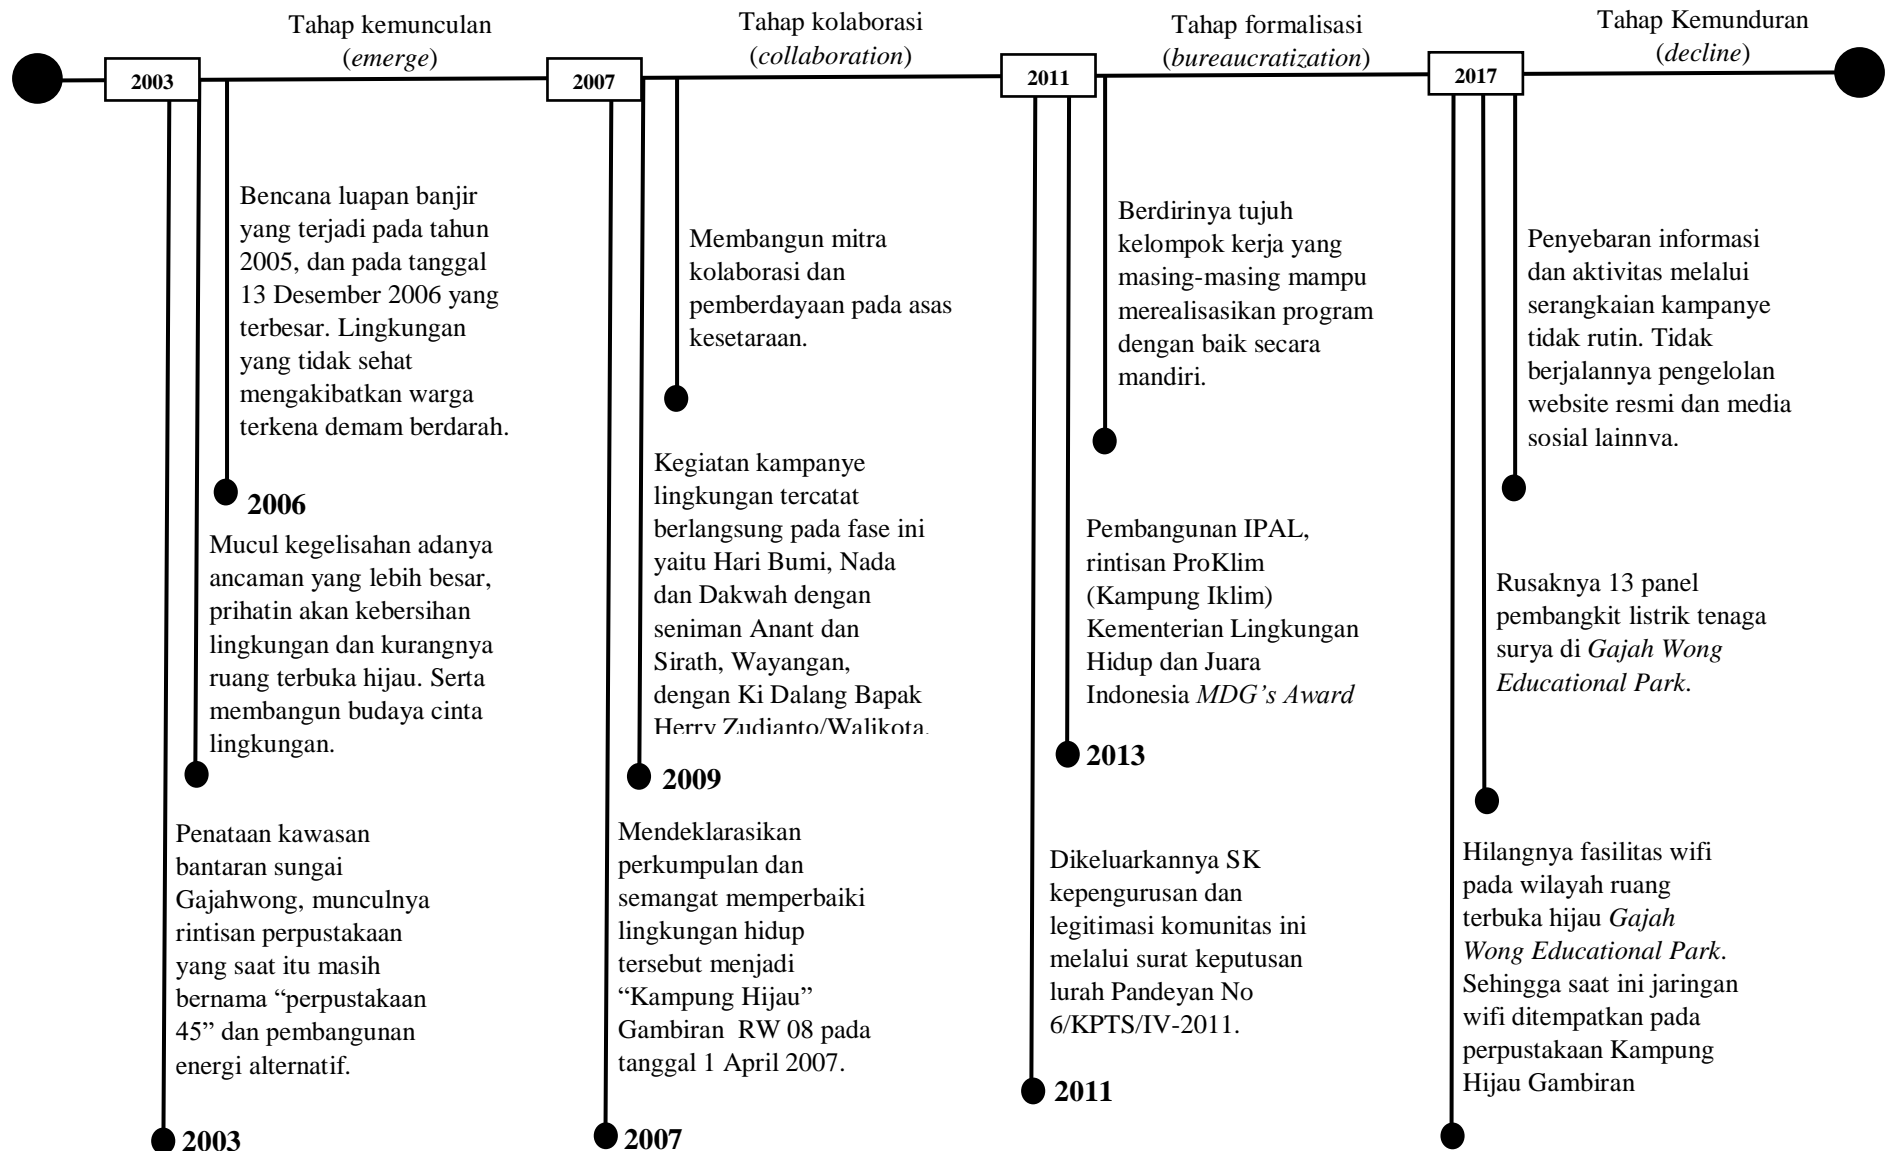 Tahap kemunculan
(emerge)
Tahap kolaborasi
(collaboration)
Tahap formalisasi
(bureaucratization)
Tahap Kemunduran
(decline)
2003
2007
2011
2017
Bencana luapan banjir
yang terjadi pada tahun
2005, dan pada tanggal
13 Desember 2006 yang
terbesar. Lingkungan
yang tidak sehat
mengakibatkan warga
terkena demam berdarah.
2006
Mucul kegelisahan adanya
ancaman yang lebih besar,
prihatin akan kebersihan
lingkungan dan kurangnya
ruang terbuka hijau. Serta
membangun budaya cinta
lingkungan.
Penataan kawasan
bantaran sungai
Gajahwong, munculnya
rintisan perpustakaan
yang saat itu masih
bernama “perpustakaan
45” dan pembangunan
energi alternatif.
2003
Membangun mitra
kolaborasi dan
pemberdayaan pada asas
kesetaraan.
Kegiatan kampanye
lingkungan tercatat
berlangsung pada fase ini
yaitu Hari Bumi, Nada
dan Dakwah dengan
seniman Anant dan
Sirath, Wayangan,
dengan Ki Dalang Bapak
Herry Zudianto/Walikota.
2009
Mendeklarasikan
perkumpulan dan
semangat memperbaiki
lingkungan hidup
tersebut menjadi
“Kampung Hijau”
Gambiran RW 08 pada
tanggal 1 April 2007.
2007
Berdirinya tujuh
kelompok kerja yang
masing-masing mampu
merealisasikan program
dengan baik secara
mandiri.
Pembangunan IPAL,
rintisan ProKlim
(Kampung Iklim)
Kementerian Lingkungan
Hidup dan Juara
Indonesia MDG’s Award
2013
Dikeluarkannya SK
kepengurusan dan
legitimasi komunitas ini
melalui surat keputusan
lurah Pandeyan No
6/KPTS/IV-2011.
2011
Penyebaran informasi
dan aktivitas melalui
serangkaian kampanye
tidak rutin. Tidak
berjalannya pengelolan
website resmi dan media
sosial lainnya.
Rusaknya 13 panel
pembangkit listrik tenaga
surya di Gajah Wong
Educational Park.
Hilangnya fasilitas wifi
pada wilayah ruang
terbuka hijau Gajah
Wong Educational Park.
Sehingga saat ini jaringan
wifi ditempatkan pada
perpustakaan Kampung
Hijau Gambiran